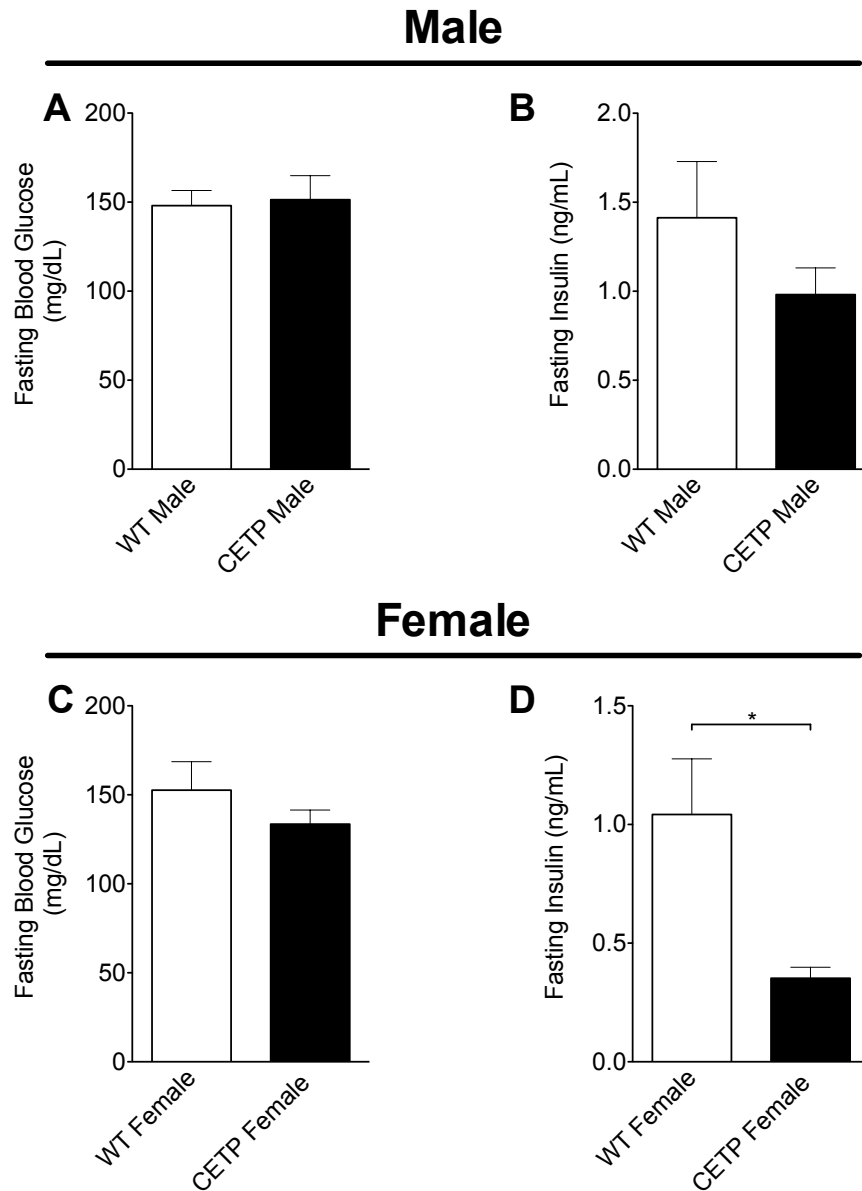 Male
A
Fasting Blood Glucose
(mg/dL)
200
150
100
50
0
WT Male
CETP Male
B
Fasting Insulin (ng/mL)
2.0
1.5
1.0
0.5
0.0
WT Male
CETP Male
Female
C
Fasting Blood Glucose
(mg/dL)
200
150
100
50
0
WT Female
CETP Female
D
Fasting Insulin (ng/mL)
1.5
1.0
0.5
0.0
*
WT Female
CETP Female